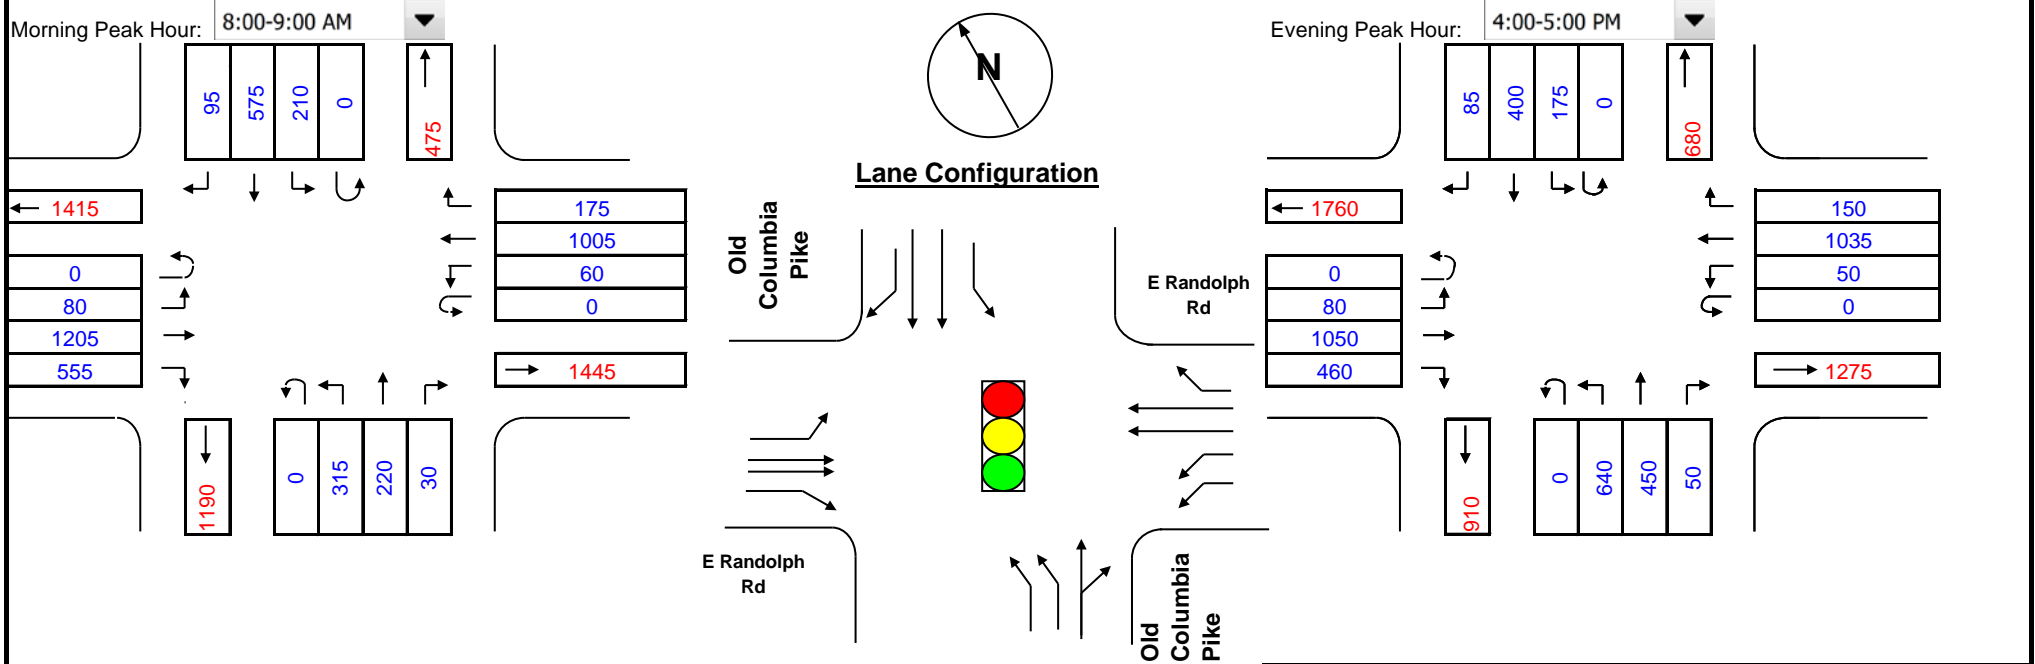 Morning Peak Hour: 8:00-9:00 AM
95 575 210 0
475
1415
175
1005
60
0
0
80
1205
555
1445
1190
0 315 220 30
N
Lane Configuration
Old
Columbia
Pike
E Randolph
Rd
E Randolph
Rd
Old
Columbia
Pike
Evening Peak Hour: 4:00-5:00 PM
85 400 175 0
680
1760
150
1035
50
0
0
80
1050
460
1275
910
0 640 450 50